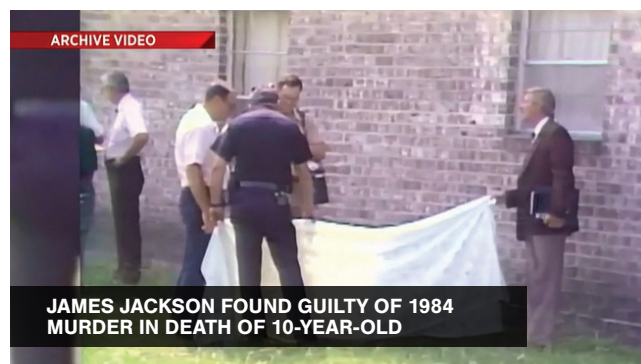 ARCHIVE VIDEO
JAMES JACKSON FOUND GUILTY OF 1984
MURDER IN DEATH OF 10-YEAR-OLD